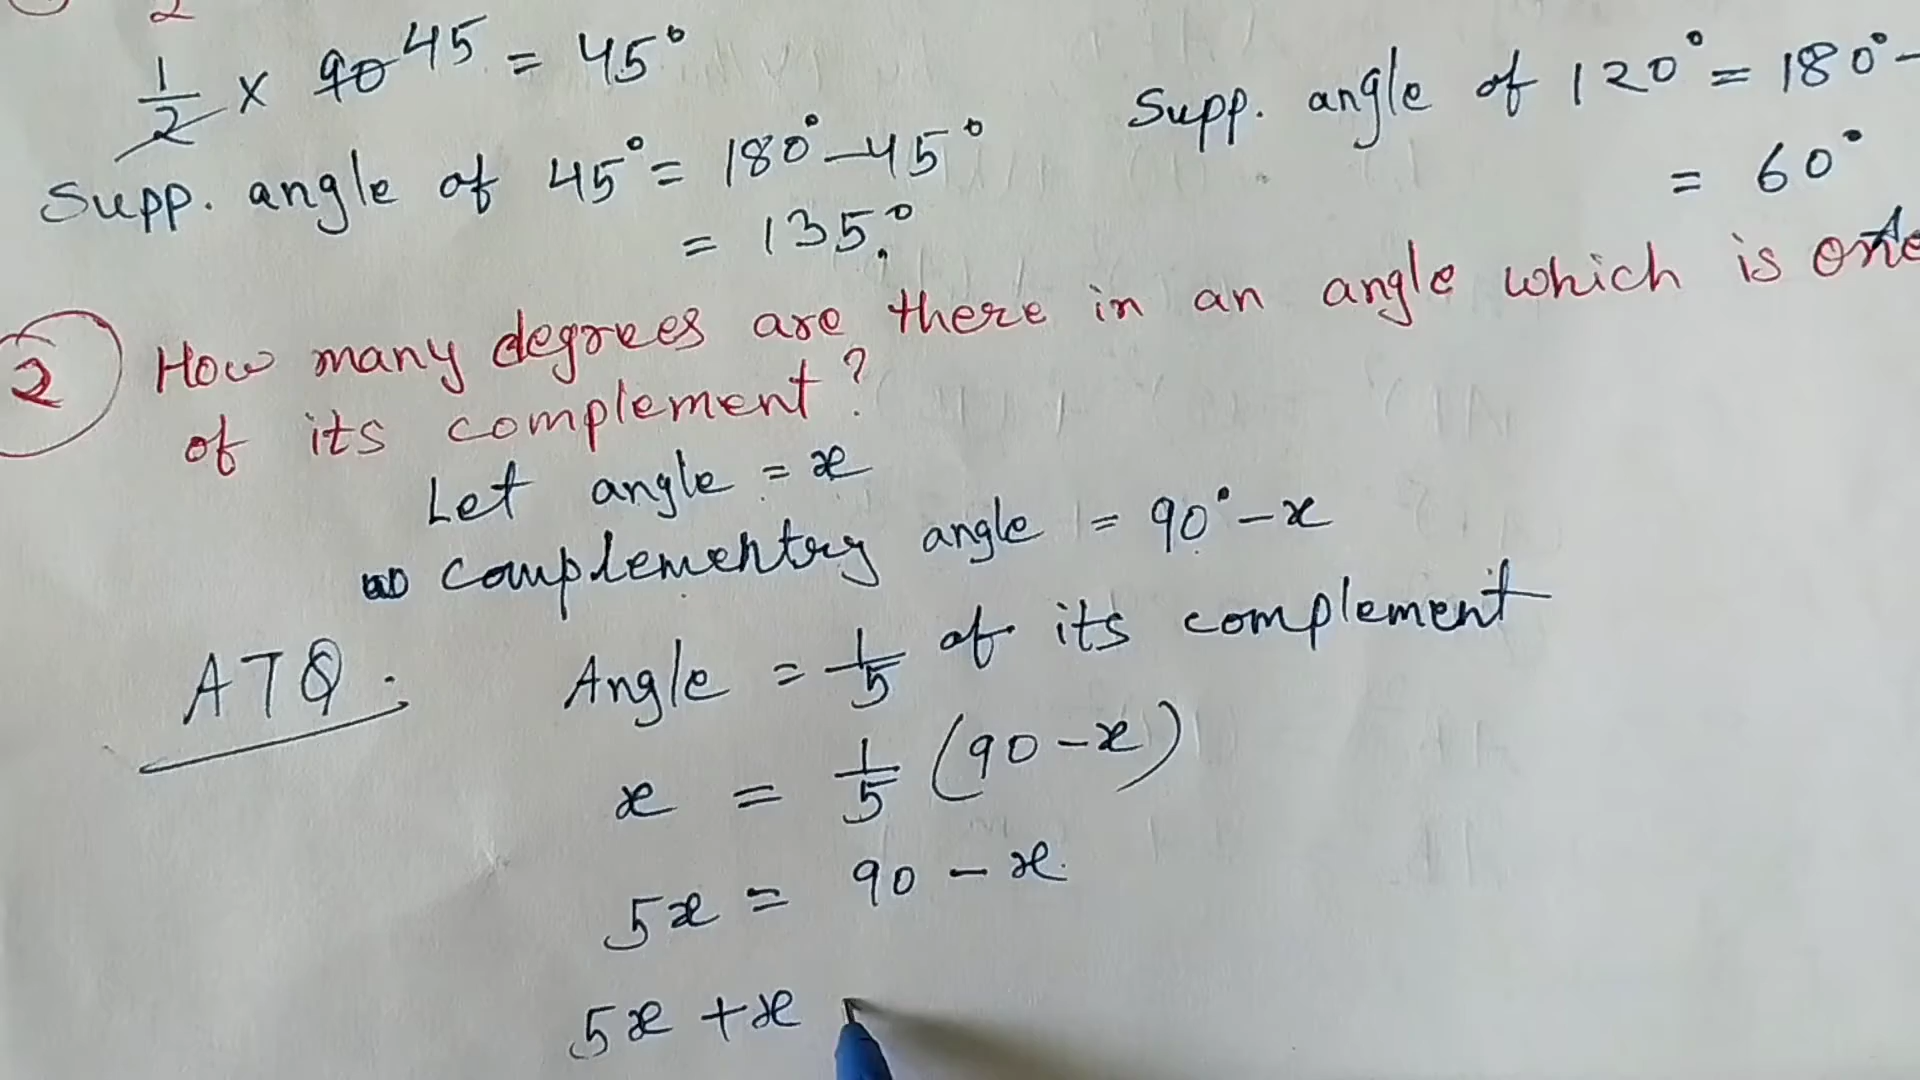 1/2 × 90 45 = 45°
Supp. angle of 45° = 180° - 45°
= 135.°
Supp. angle of 120° = 180° -
= 60°
2 How many degrees are there in an angle which is one
of its complement?
Let angle = x
complementry angle = 90° - x
ATQ. Angle = 1/5 of its complement
x = 1/5 (90 - x)
5x = 90 - x
5x + x